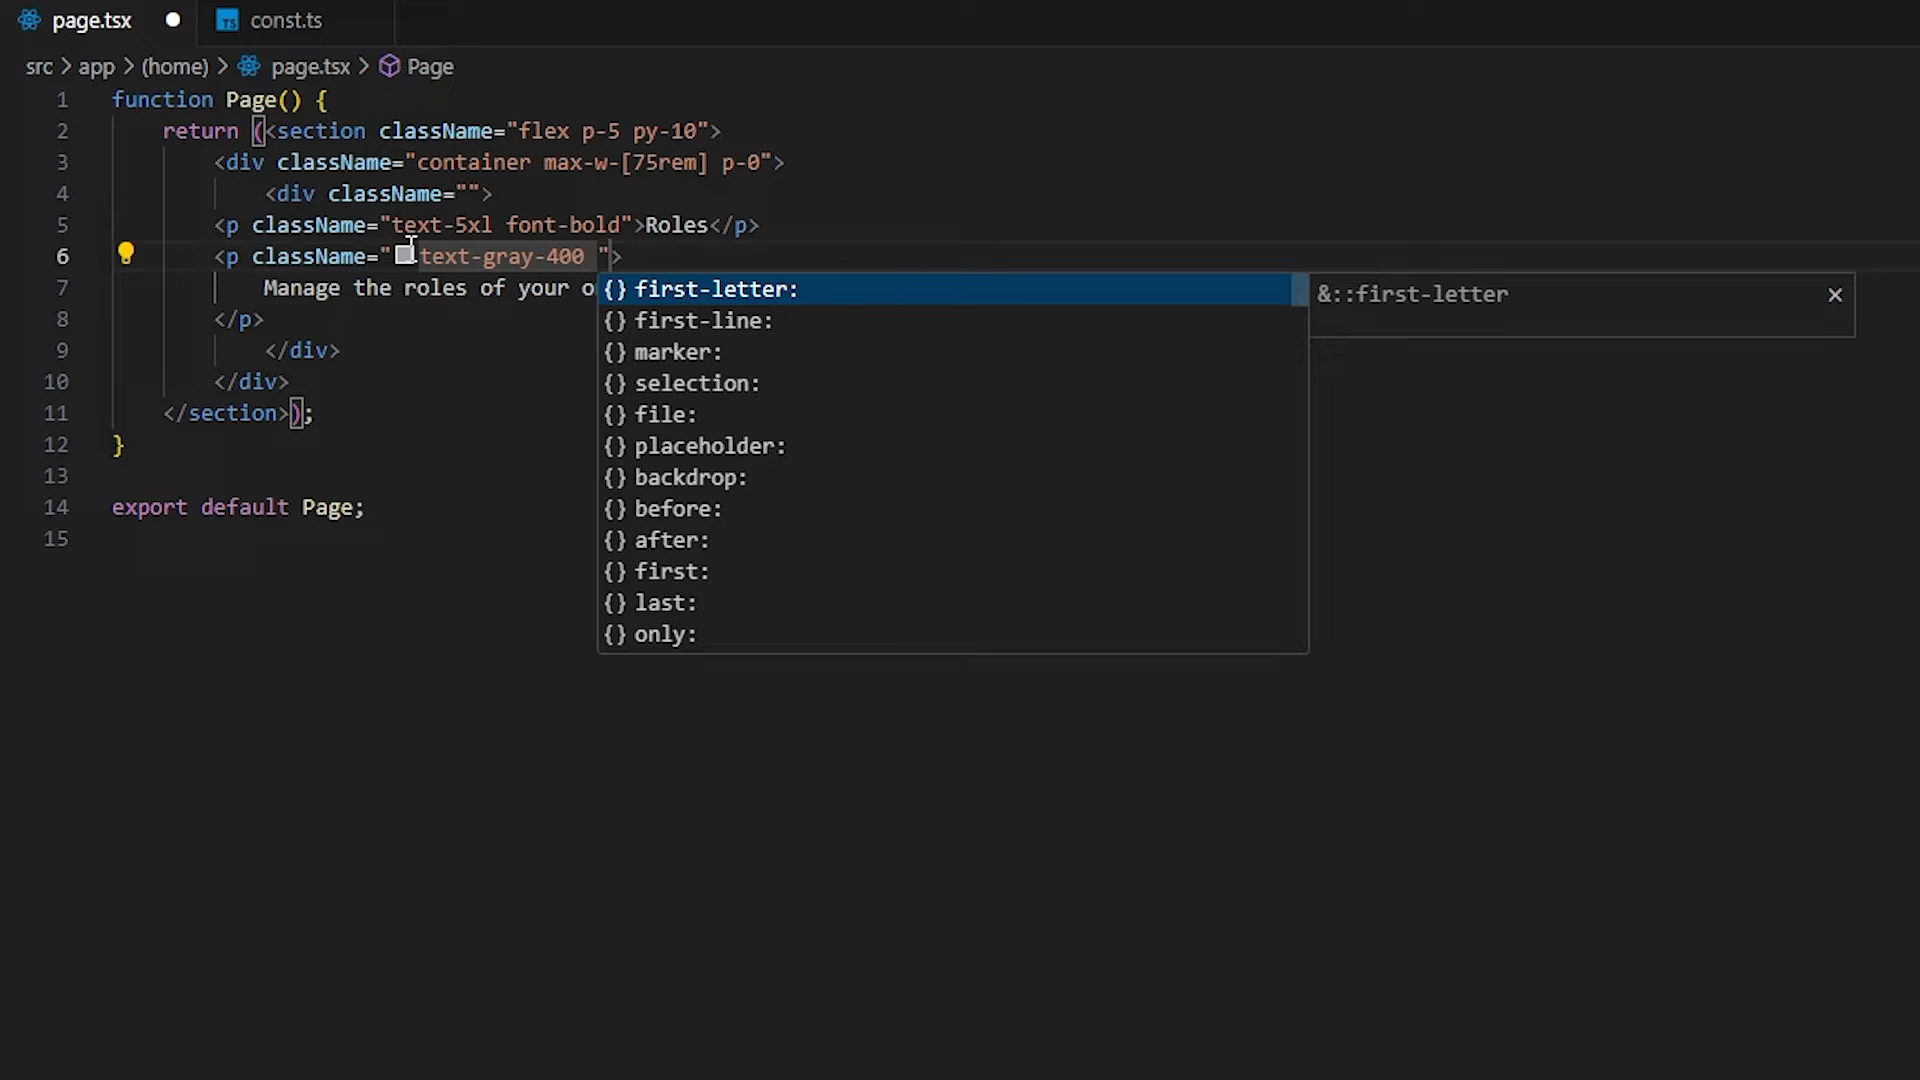 page.tsx
TS const.ts
src > app > (home) > page.tsx > Page
1 function Page() {
2 return (<section className="flex p-5 py-10">
3 <div className="container max-w-[75rem] p-0">
4 <div className="">
5 <p className="text-5xl font-bold">Roles</p>
6 <p className=" text-gray-400 ">
7 Manage the roles of your
8 </p>
9 </div>
10 </div>
11 </section>);
12 }
13
14 export default Page;
15
{} first-letter:
{} first-line:
{} marker:
{} selection:
{} file:
{} placeholder:
{} backdrop:
{} before:
{} after:
{} first:
{} last:
{} only:
&::first-letter